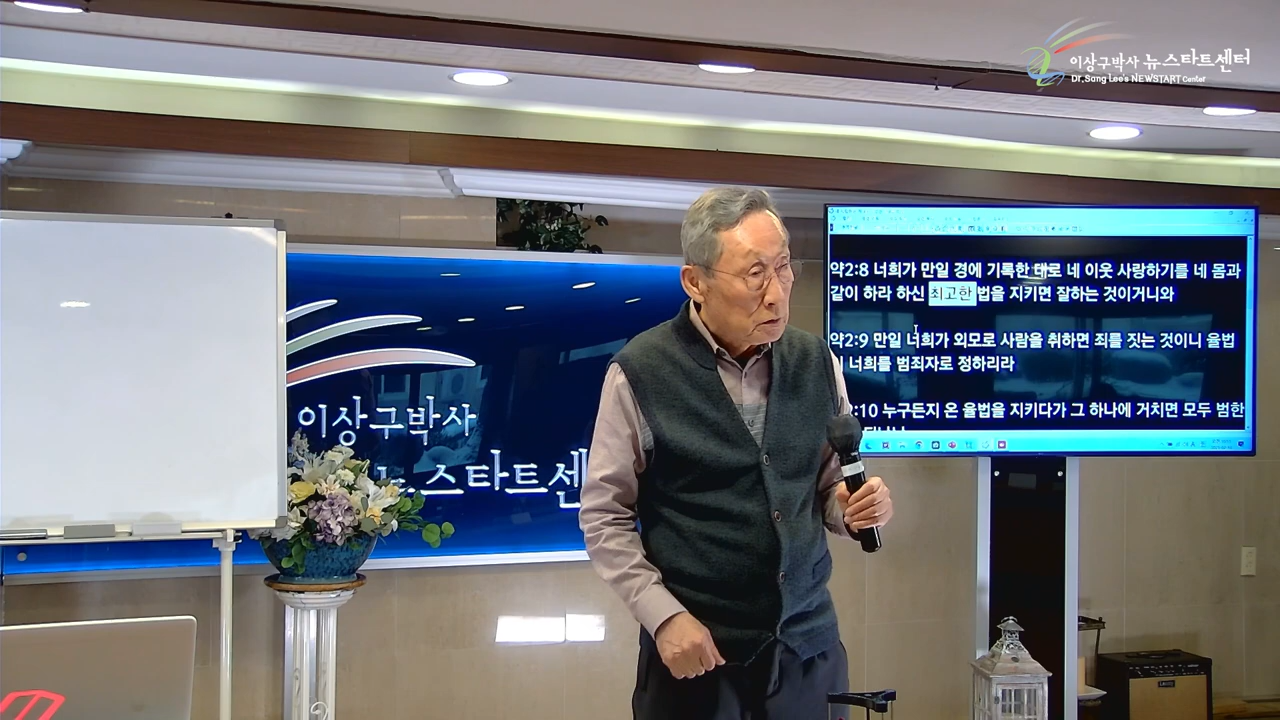 이상구박사 뉴스타트센터
Dr.Sang Lee's NEWSTART Center
약2:8 너희가 만일 경에 기록한 대로 네 이웃 사랑하기를 네 몸과
같이 하라 하신 최고한 법을 지키면 잘하는 것이거니와
약2:9 만일 너희가 외모로 사람을 취하면 죄를 짓는 것이니 율법
너희를 범죄자로 정하리라
:10 누구든지 온 율법을 지키다가 그 하나에 거치면 모두 범한
이상구박사
뉴스타트센